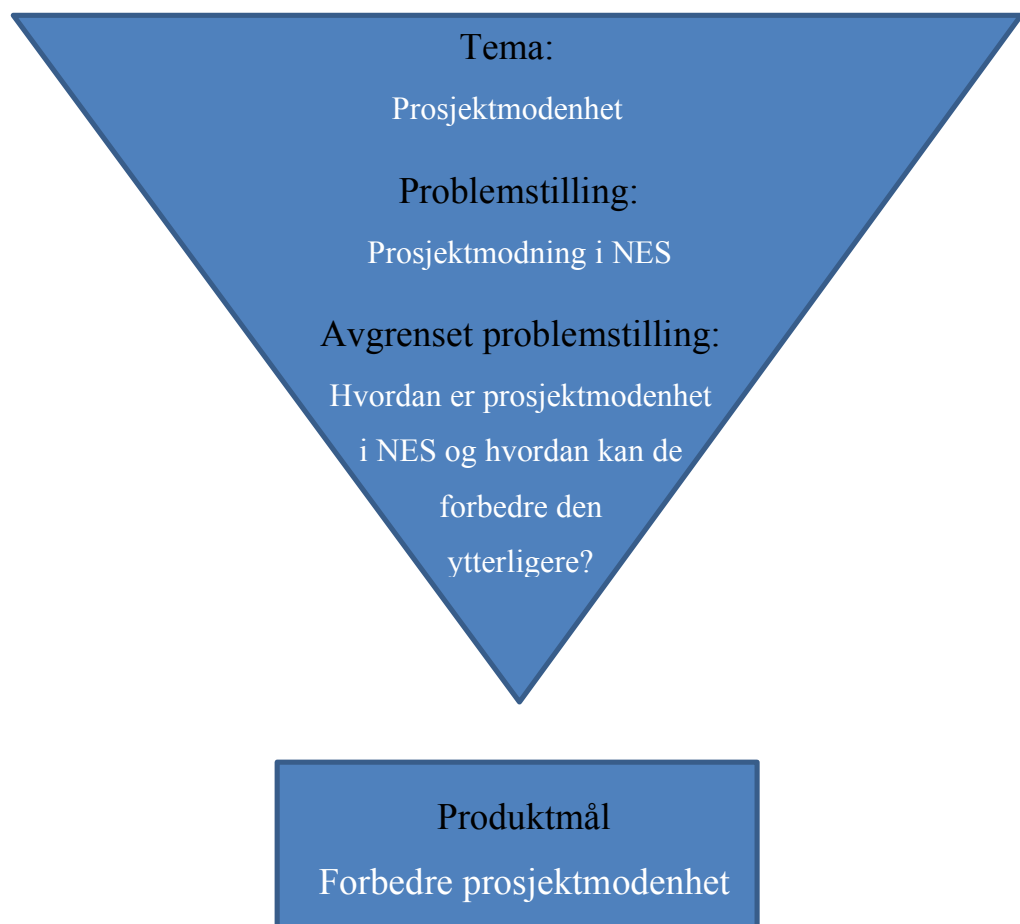 Tema:
Prosjektmodenhet
Problemstilling:
Prosjektmodning i NES
Avgrenset problemstilling:
Hvordan er prosjektmodenhet
i NES og hvordan kan de
forbedre den
ytterligere?
Produktmål
Forbedre prosjektmodenhet